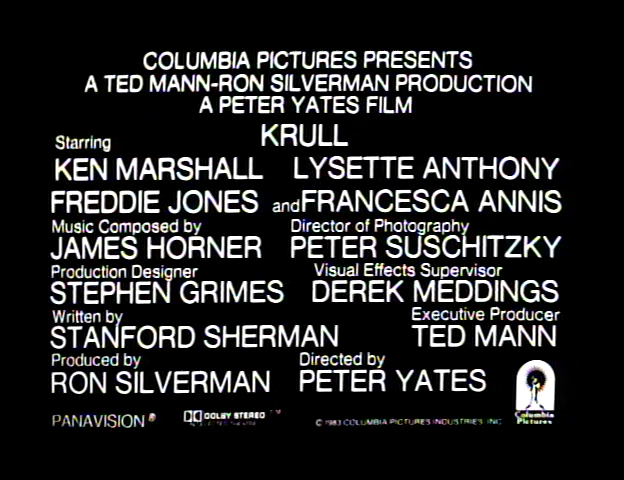 COLUMBIA PICTURES PRESENTS
A TED MANN-RON SILVERMAN PRODUCTION
A PETER YATES FILM
KRULL
Starring
KEN MARSHALL LYSETTE ANTHONY
FREDDIE JONES and FRANCESCA ANNIS
Music Composed by Director of Photography
JAMES HORNER PETER SUSCHITZKY
Production Designer Visual Effects Supervisor
STEPHEN GRIMES DEREK MEDDINGS
Written by Executive Producer
STANFORD SHERMAN TED MANN
Produced by Directed by
RON SILVERMAN PETER YATES
PANAVISION® DOLBY STEREO ™ © 1983 COLUMBIA PICTURES INDUSTRIES, INC.
Columbia
Pictures